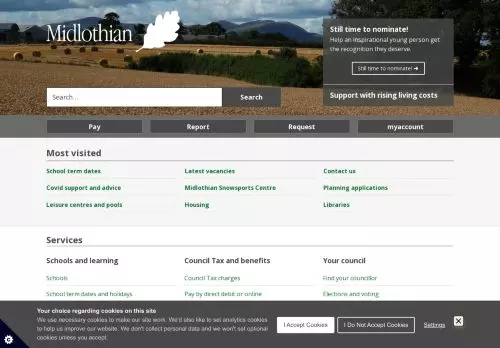 Midlothian
Still time to nominate!
Help an inspirational young person get
the recognition they deserve.
Still time to nominate! ➔
Support with rising living costs
Search...
Search
Pay
Report
Request
myaccount
Most visited
School term dates
Latest vacancies
Contact us
Covid support and advice
Midlothian Snowsports Centre
Planning applications
Leisure centres and pools
Housing
Libraries
Services
Schools and learning
Council Tax and benefits
Your council
Schools
Council Tax charges
Find your councillor
School term dates and holidays
Pay by direct debit or online
Elections and voting
Your choice regarding cookies on this site
We use necessary cookies to make our site work. We'd also like to set analytics cookies
to help us improve our website. We don't collect personal data and we won't set
optional cookies unless you accept.
I Accept Cookies
I Do Not Accept Cookies
Settings